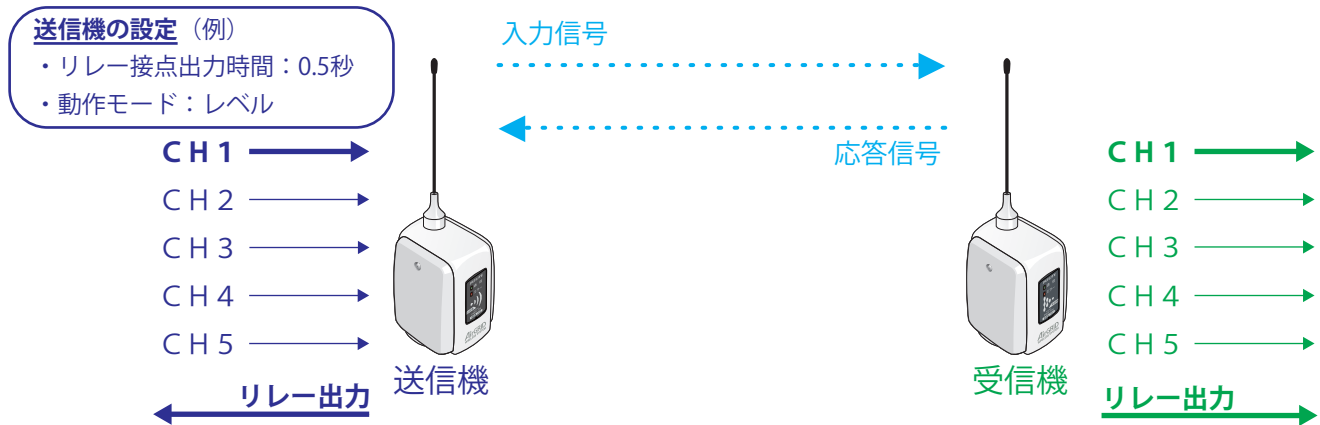 送信機の設定（例）
・リレー接点出力時間：0.5秒
・動作モード：レベル
入力信号
応答信号
CH1
CH2
CH3
CH4
CH5
リレー出力
送信機
CH1
CH2
CH3
CH4
CH5
リレー出力
受信機